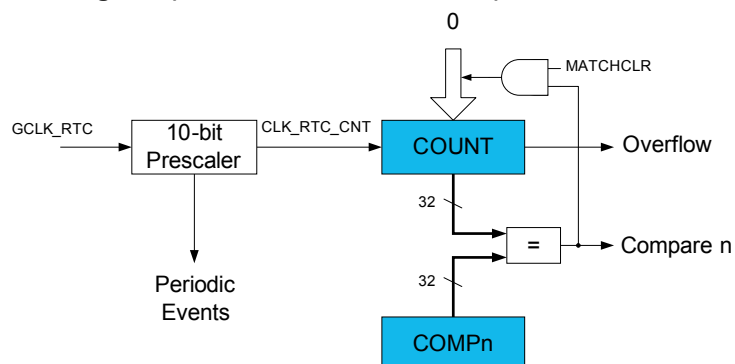 0
MATCHCLR
GCLK_RTC
10-bit
Prescaler
CLK_RTC_CNT
COUNT
Overflow
32
=
Compare n
Periodic
Events
32
COMPn